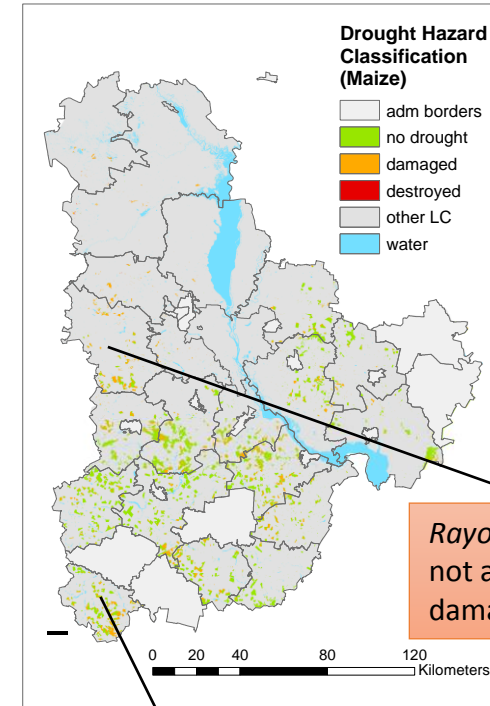 Drought Hazard
Classification
(Maize)
adm borders
no drought
damaged
destroyed
other LC
water
not a
dama
0 20 40 80 120
Kilometers